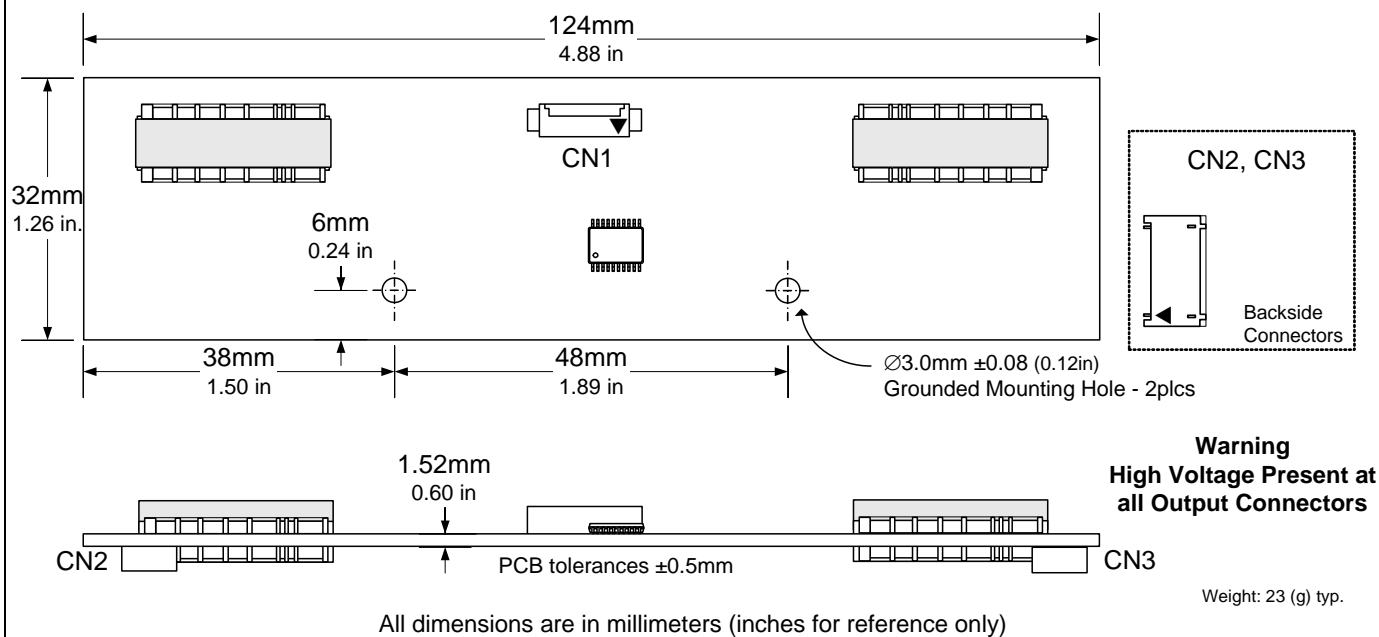 124mm
4.88 in
CN1
CN2, CN3
32mm
1.26 in.
6mm
0.24 in
Backside
Connectors
38mm
1.50 in
48mm
1.89 in
∅3.0mm ±0.08 (0.12in)
Grounded Mounting Hole - 2plcs
Warning
High Voltage Present at
all Output Connectors
1.52mm
0.60 in
CN2
PCB tolerances ±0.5mm
CN3
Weight: 23 (g) typ.
All dimensions are in millimeters (inches for reference only)